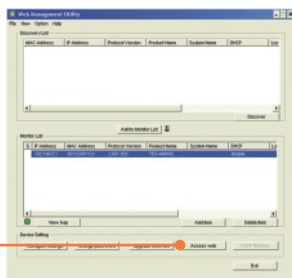 Web Management Utility
File View Option Help
Discovery List
MAC Address IP Address Protocol Version Product Name System Name DHCP Loc
Discover
Add to Monitor List
Monitor List
S IP Address MAC Address Protocol Version Product Name System Name DHCP Lo
View trap Add item Delete item
Device Setting
Access web
Exit